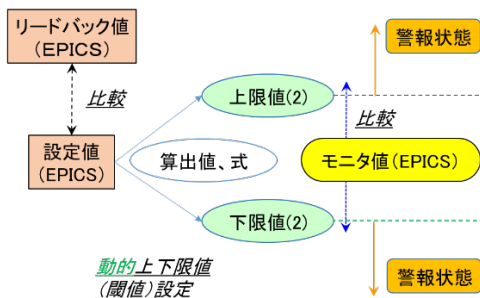 リードバック値
(EPICS)
警報状態
比較
上限値(2)
比較
設定値
(EPICS)
算出値、式
モニタ値(EPICS)
下限値(2)
動的上下限値
(閾値)設定
警報状態